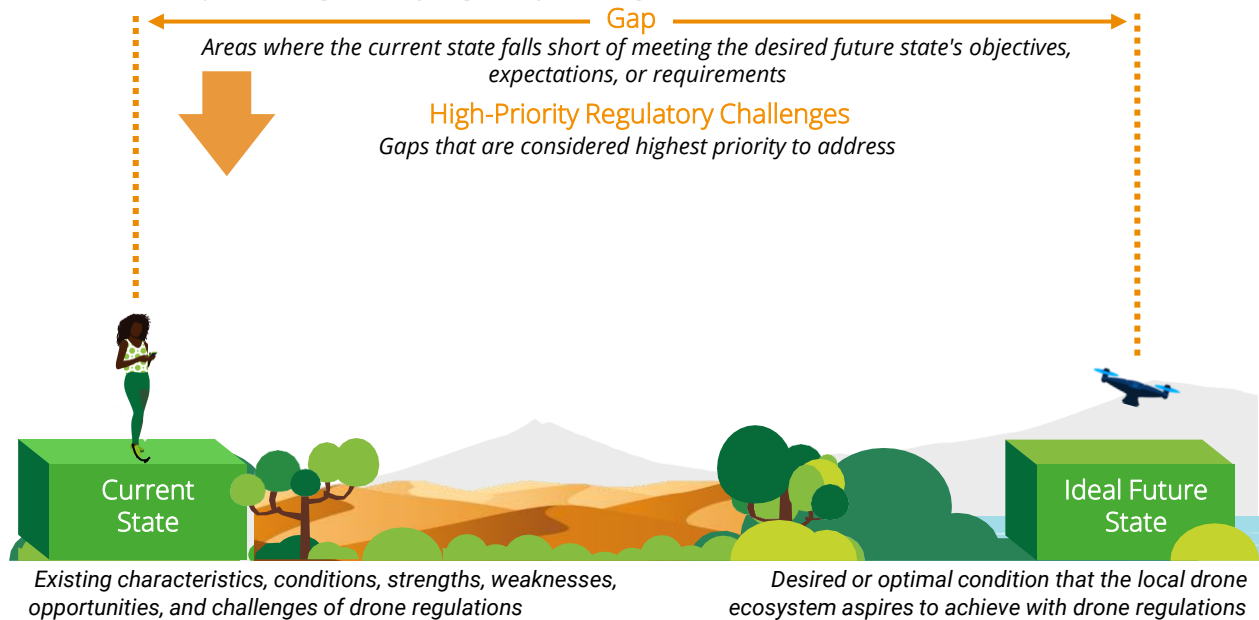 Gap
Areas where the current state falls short of meeting the desired future state's objectives,
expectations, or requirements
High-Priority Regulatory Challenges
Gaps that are considered highest priority to address
Current
State
Ideal Future
State
Existing characteristics, conditions, strengths, weaknesses,
opportunities, and challenges of drone regulations
Desired or optimal condition that the local drone
ecosystem aspires to achieve with drone regulations